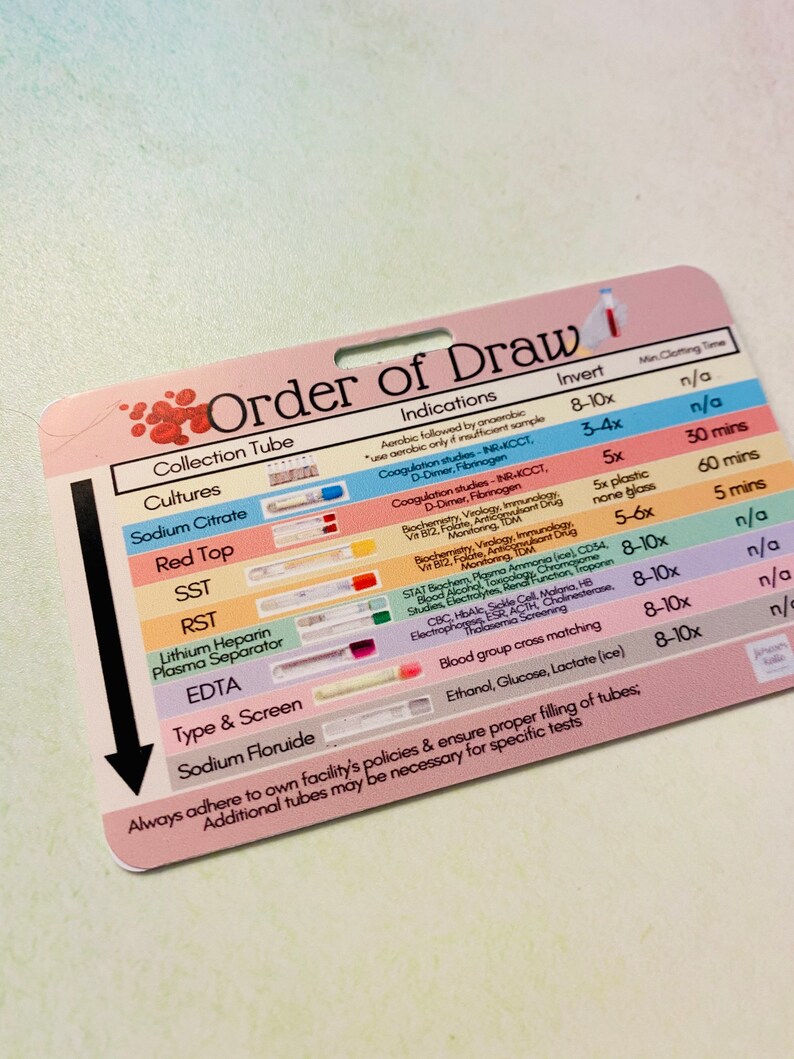 Order of Draw
Collection Tube Indications Invert Min.Clotting Time
Cultures Aerobic followed by anaerobic
*use aerobic only if insufficient sample 8-10x n/a
Sodium Citrate Coagulation studies - INR+KCCT,
D-Dimer, Fibrinogen 3-4x n/a
Red Top Coagulation studies - INR+KCCT,
D-Dimer, Fibrinogen 5x 30 mins
SST Biochemistry, Virology, Immunology,
Vit B12, Folate, Anticonvulsant Drug
Monitoring, TDM 5x plastic
none glass 60 mins
RST Biochemistry, Virology, Immunology,
Vit B12, Folate, Anticonvulsant Drug
Monitoring, TDM 5-6x 5 mins
Lithium Heparin
Plasma Separator STAT Biochem, Plasma Ammonia (ice), CD34,
Blood Alcohol, Toxicology, Chromosome
Studies, Electrolytes, Renal Function, Troponin 8-10x n/a
EDTA CBC, HbAlc, Sickle Cell, Malaria, HB
Electrophoresis, ESR, ACTH, Cholinesterase,
Thalasemia Screening 8-10x n/a
Type & Screen Blood group cross matching 8-10x n/a
Sodium Floruide Ethanol, Glucose, Lactate (ice) 8-10x n/a
Always adhere to own facility's policies & ensure proper filling of tubes;
Additional tubes may be necessary for specific tests